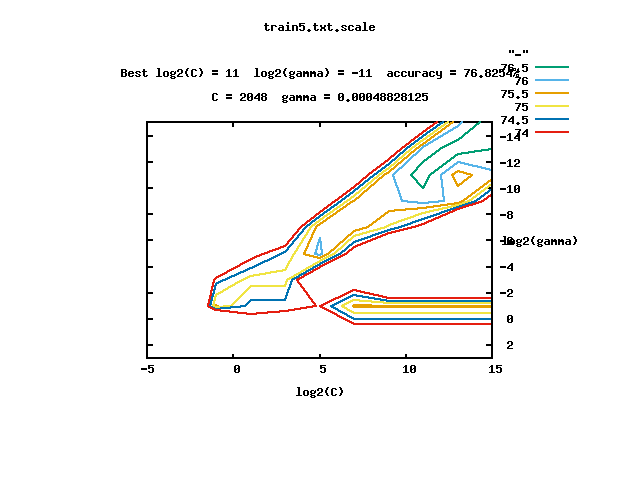 train5.txt.scale
"-"
Best log2(C) = 11 log2(gamma) = -11 accuracy = 76.8254%
76.5
76
C = 2048 gamma = 0.00048828125
75.5
75
74.5
74
-14
-12
-10
-8
-6
log2(gamma)
-4
-2
0
2
-5 0 5 10 15
log2(C)